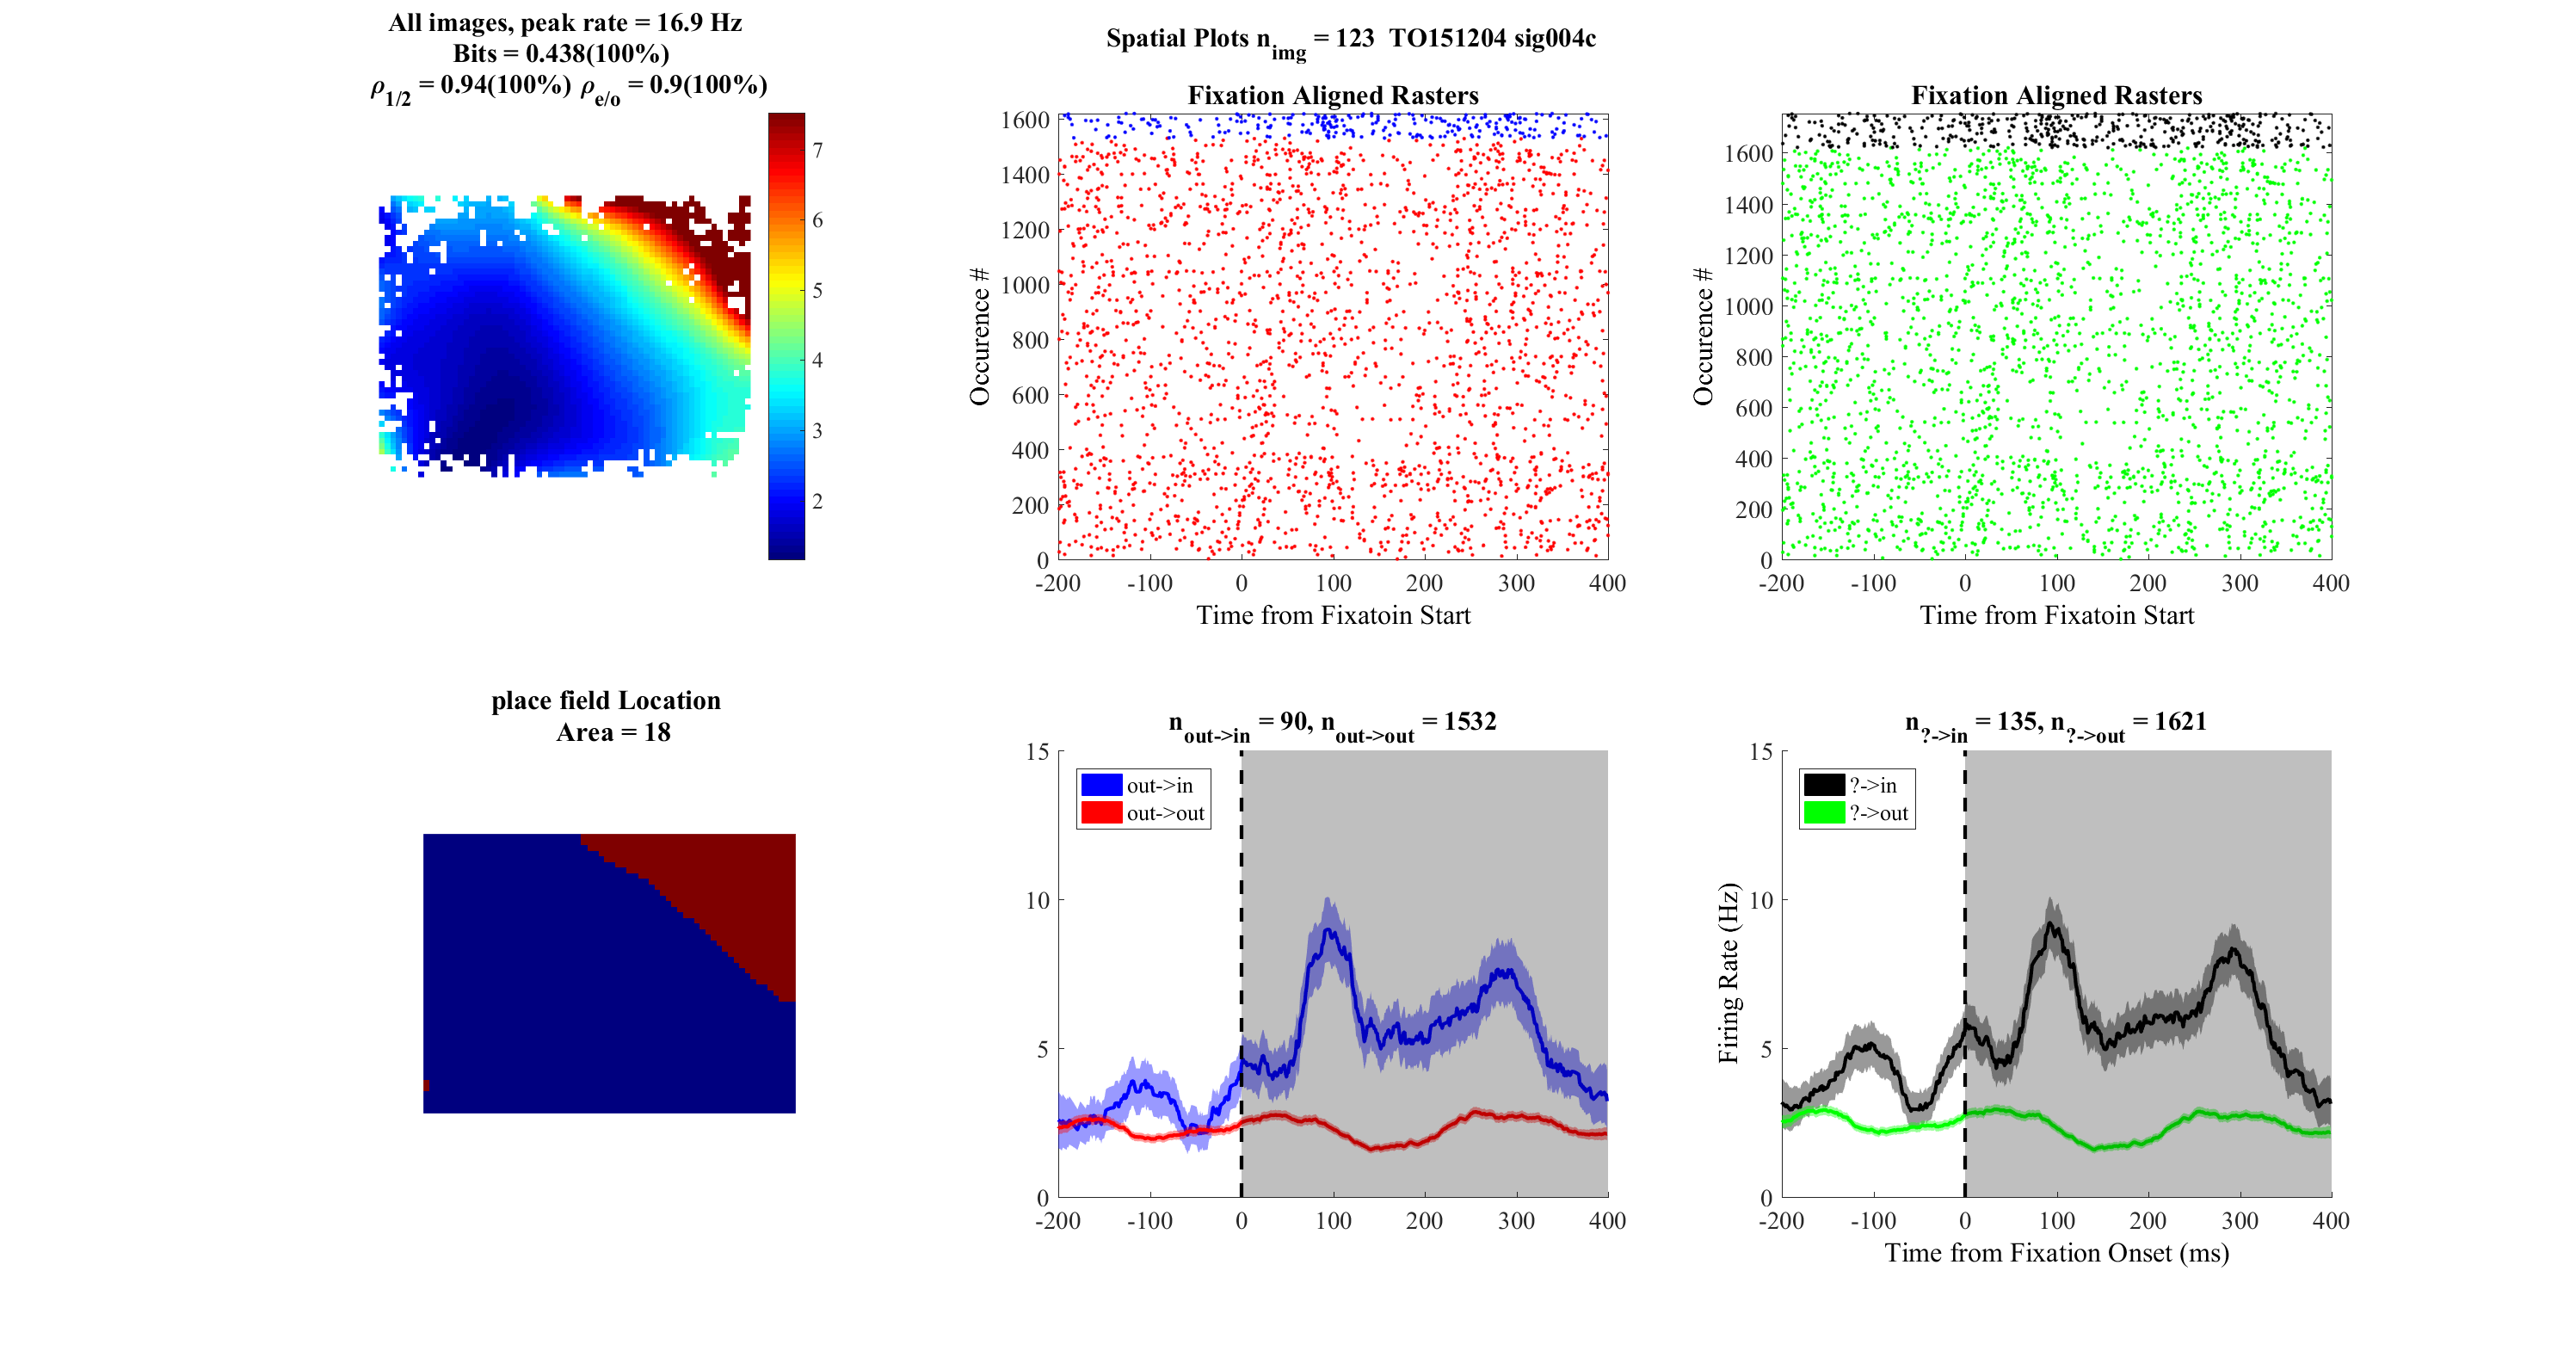 All images, peak rate = 16.9 Hz
Bits = 0.438(100%)
ρ1/2 = 0.94(100%) ρe/o = 0.9(100%)
7
6
5
4
3
2
Spatial Plots nimg = 123 TO151204 sig004c
Fixation Aligned Rasters
Occurence #
1600
1400
1200
1000
800
600
400
200
0
-200 -100 0 100 200 300 400
Time from Fixatoin Start
Fixation Aligned Rasters
Occurence #
1600
1400
1200
1000
800
600
400
200
0
-200 -100 0 100 200 300 400
Time from Fixatoin Start
place field Location
Area = 18
nout->in = 90, nout->out = 1532
15
10
5
0
out->in
out->out
-200 -100 0 100 200 300 400
n?->in = 135, n?->out = 1621
Firing Rate (Hz)
15
10
5
0
?->in
?->out
-200 -100 0 100 200 300 400
Time from Fixation Onset (ms)